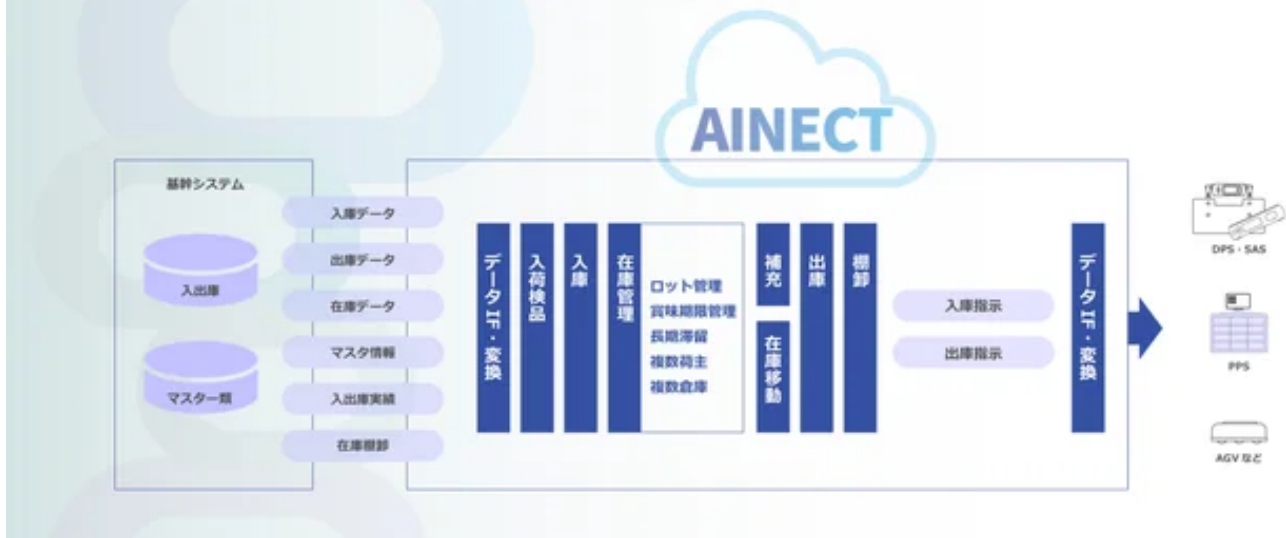 AINECT
基幹システム
入出庫
マスター類
入庫データ
出庫データ
在庫データ
マスタ情報
入出庫実績
在庫棚卸
データIF・変換
入荷検品
入庫
在庫管理
ロット管理
賞味期限管理
長期滞留
複数荷主
複数倉庫
補充
在庫移動
出庫
棚卸
入庫指示
出庫指示
データIF・変換
DPS・SAS
PPS
AGVなど